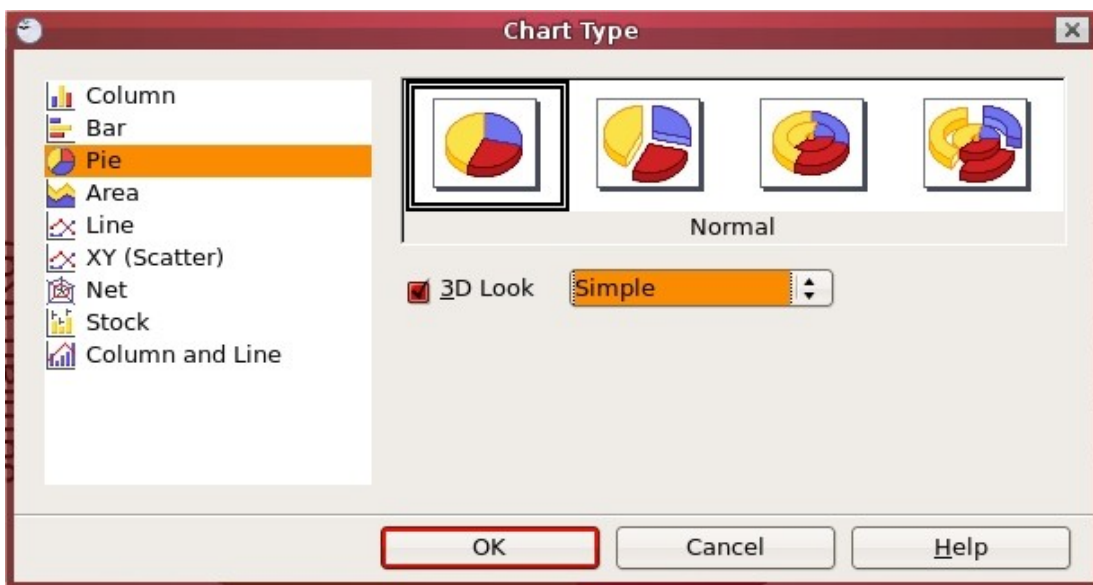 Chart Type
Column
Bar
Pie
Area
Line
XY (Scatter)
Net
Stock
Column and Line
Normal
3D Look
Simple
OK
Cancel
Help